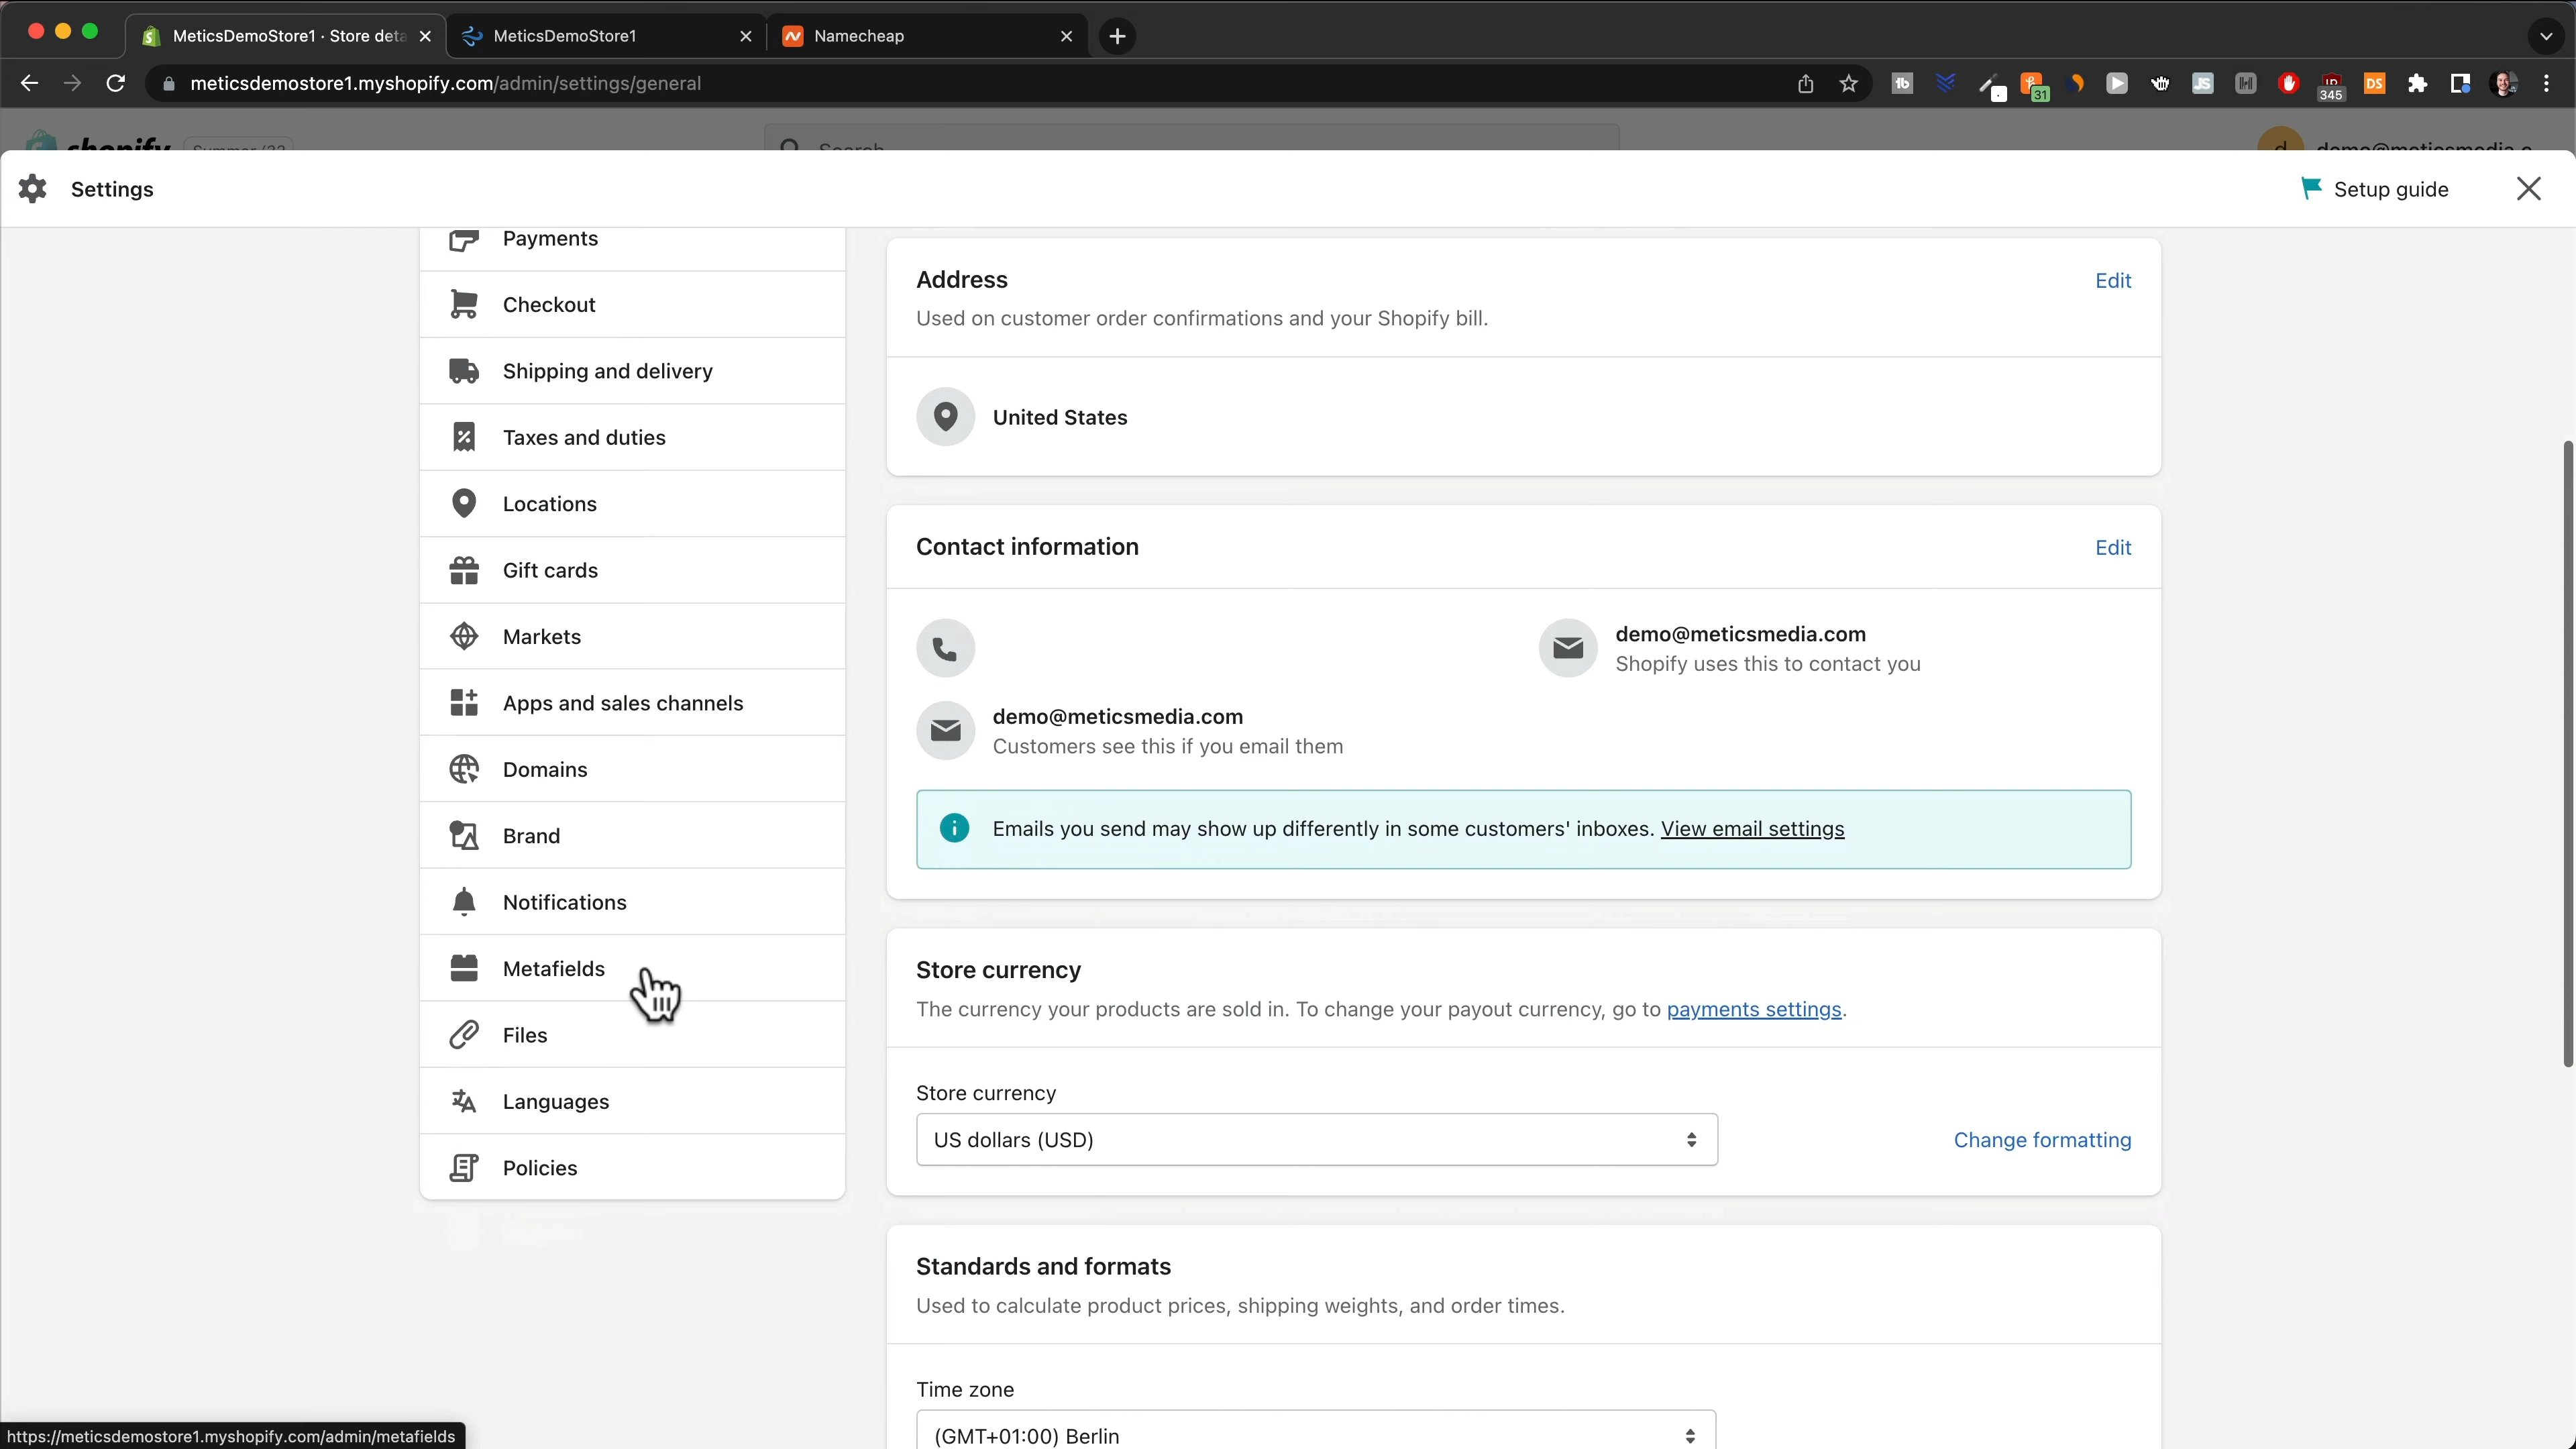 MeticsDemoStore1 · Store deta
MeticsDemoStore1
Namecheap
meticsdemostore1.myshopify.com/admin/settings/general
31
345
shopify
Search
Settings
Setup guide
Payments
Checkout
Shipping and delivery
Taxes and duties
Locations
Gift cards
Markets
Apps and sales channels
Domains
Brand
Notifications
Metafields
Files
Languages
Policies
Address
Edit
Used on customer order confirmations and your Shopify bill.
United States
Contact information
Edit
demo@meticsmedia.com
Shopify uses this to contact you
demo@meticsmedia.com
Customers see this if you email them
Emails you send may show up differently in some customers' inboxes. View email settings
Store currency
The currency your products are sold in. To change your payout currency, go to payments settings.
Store currency
US dollars (USD)
Change formatting
Standards and formats
Used to calculate product prices, shipping weights, and order times.
Time zone
(GMT+01:00) Berlin
https://meticsdemostore1.myshopify.com/admin/metafields